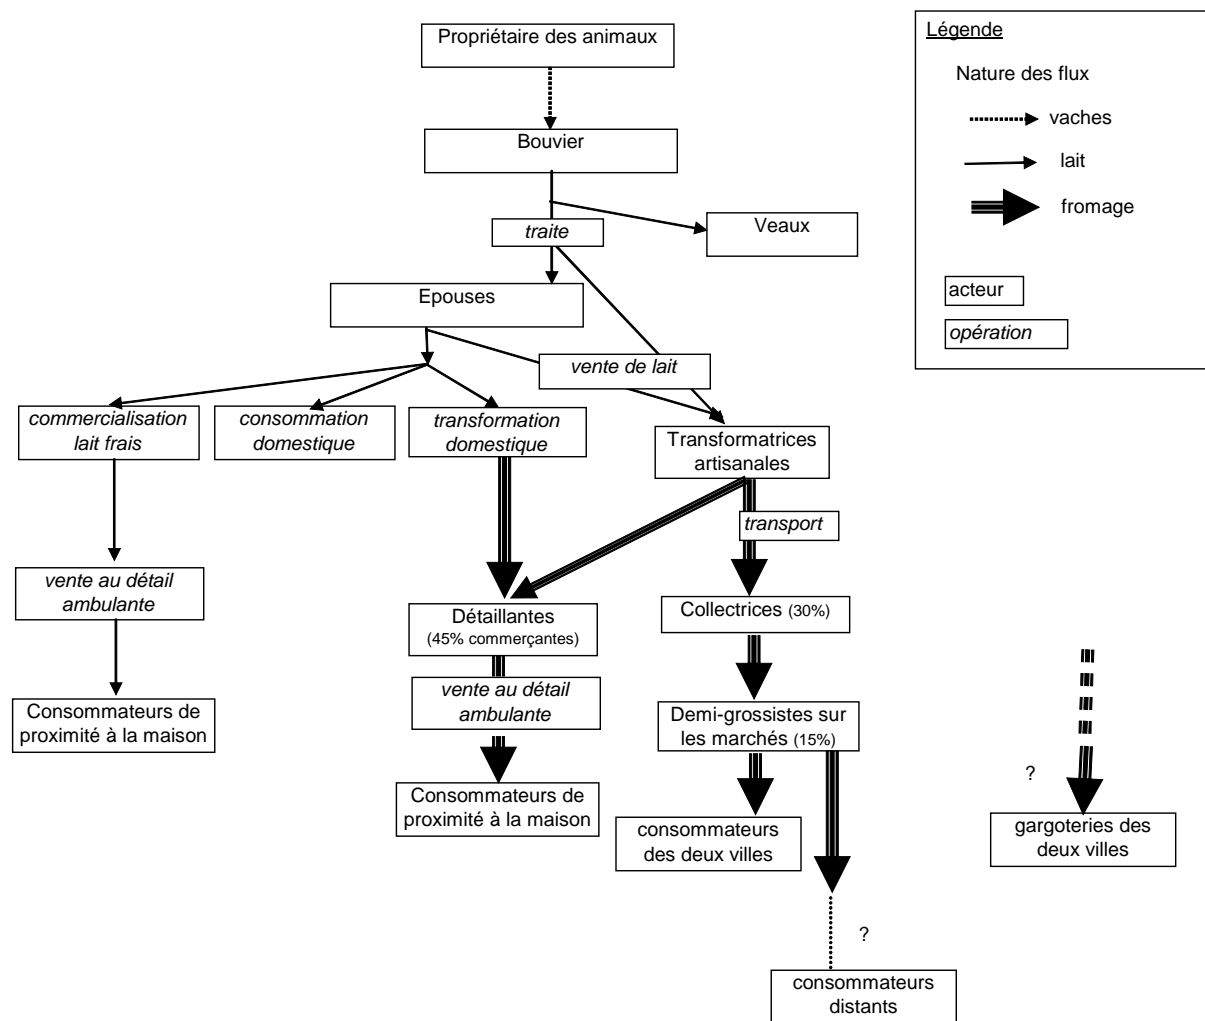 Propriétaire des animaux
Légende
Nature des flux
vaches
lait
fromage
acteur
opération
Bouvier
traite
Veaux
Epouses
vente de lait
commercialisation
lait frais
consommation
domestique
transformation
domestique
Transformatrices
artisanales
transport
vente au détail
ambulante
Détaillantes
(45% commerçantes)
Collectrices (30%)
vente au détail
ambulante
Consommateurs de
proximité à la maison
Demi-grossistes sur
les marchés (15%)
Consommateurs de
proximité à la maison
consommateurs
des deux villes
?
gargoteries des
deux villes
?
consommateurs
distants